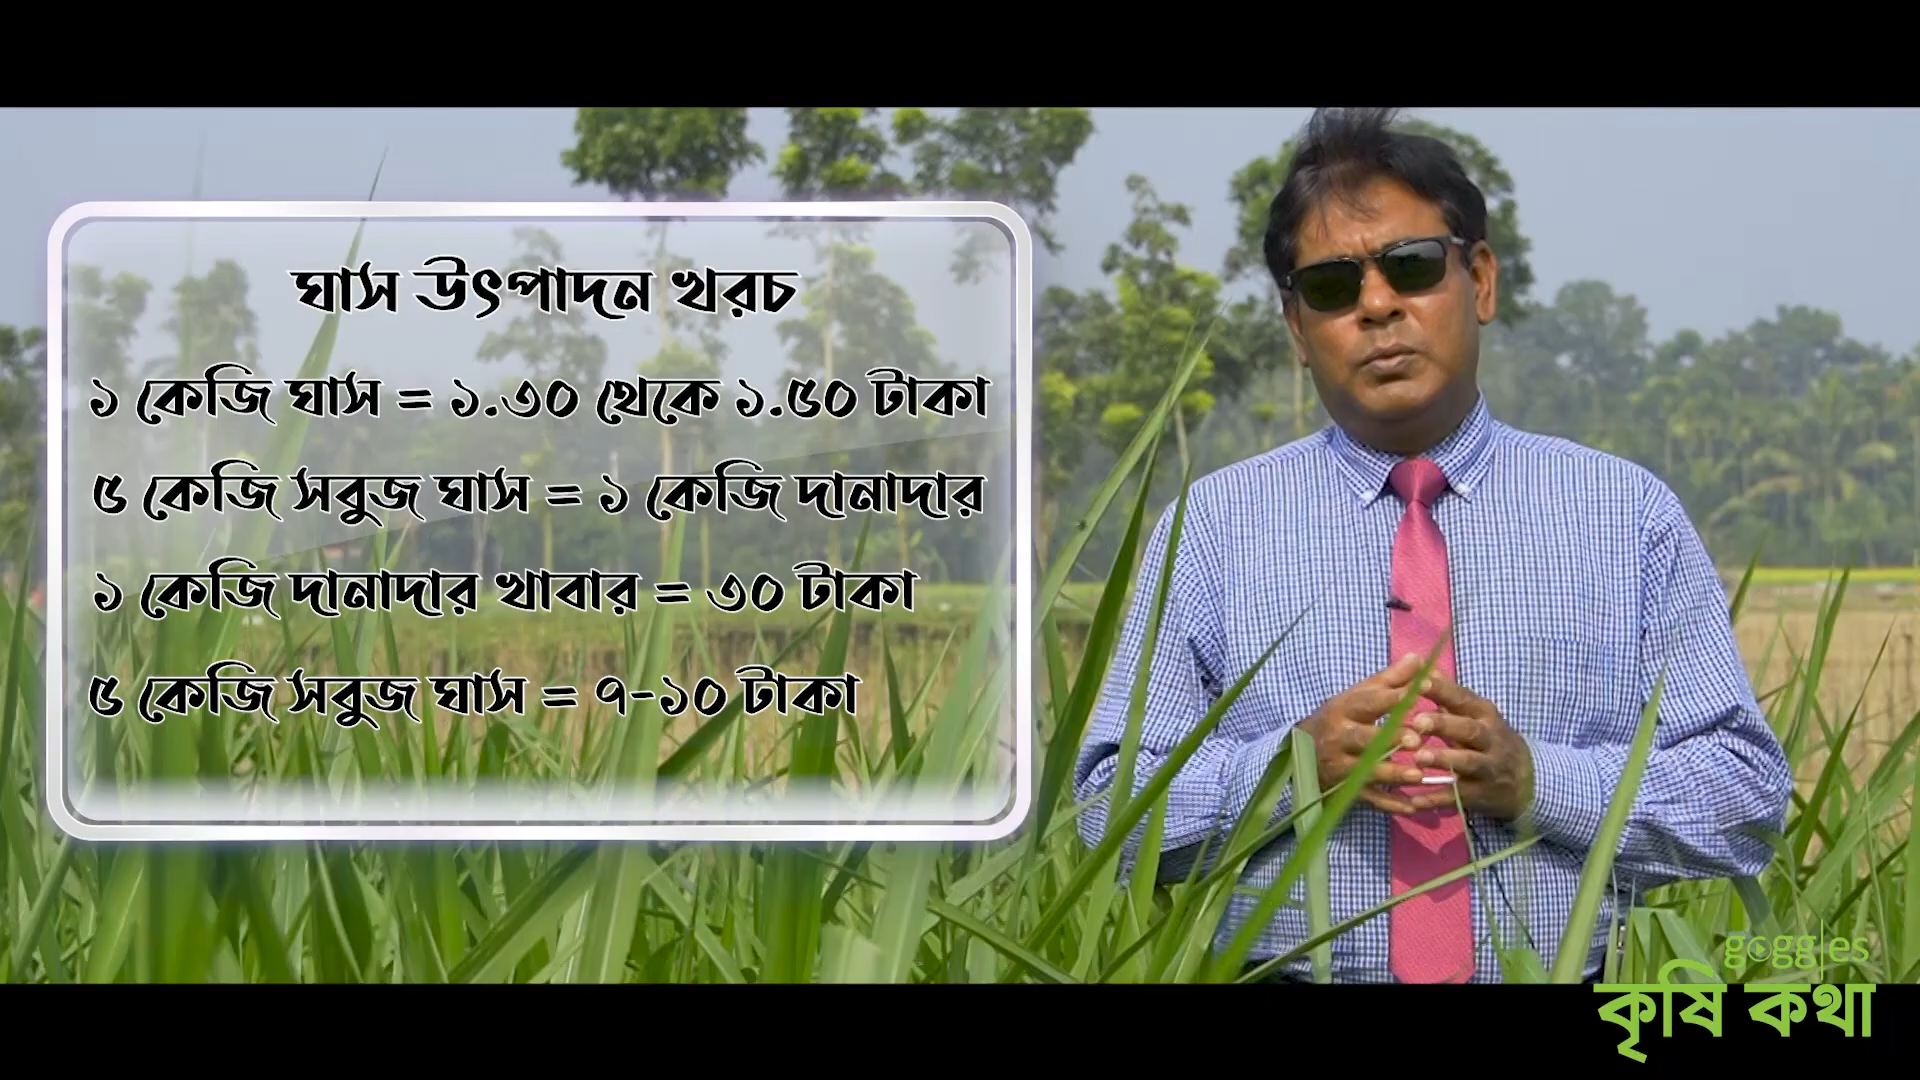 ঘাস উৎপাদন খরচ
১ কেজি ঘাস = ১.৩০ থেকে ১.৫০ টাকা
৫ কেজি সবুজ ঘাস = ১ কেজি দানাদার
১ কেজি দানাদার খাবার = ৩০ টাকা
৫ কেজি সবুজ ঘাস = ৭-১০ টাকা
goggles
কৃষি কথা